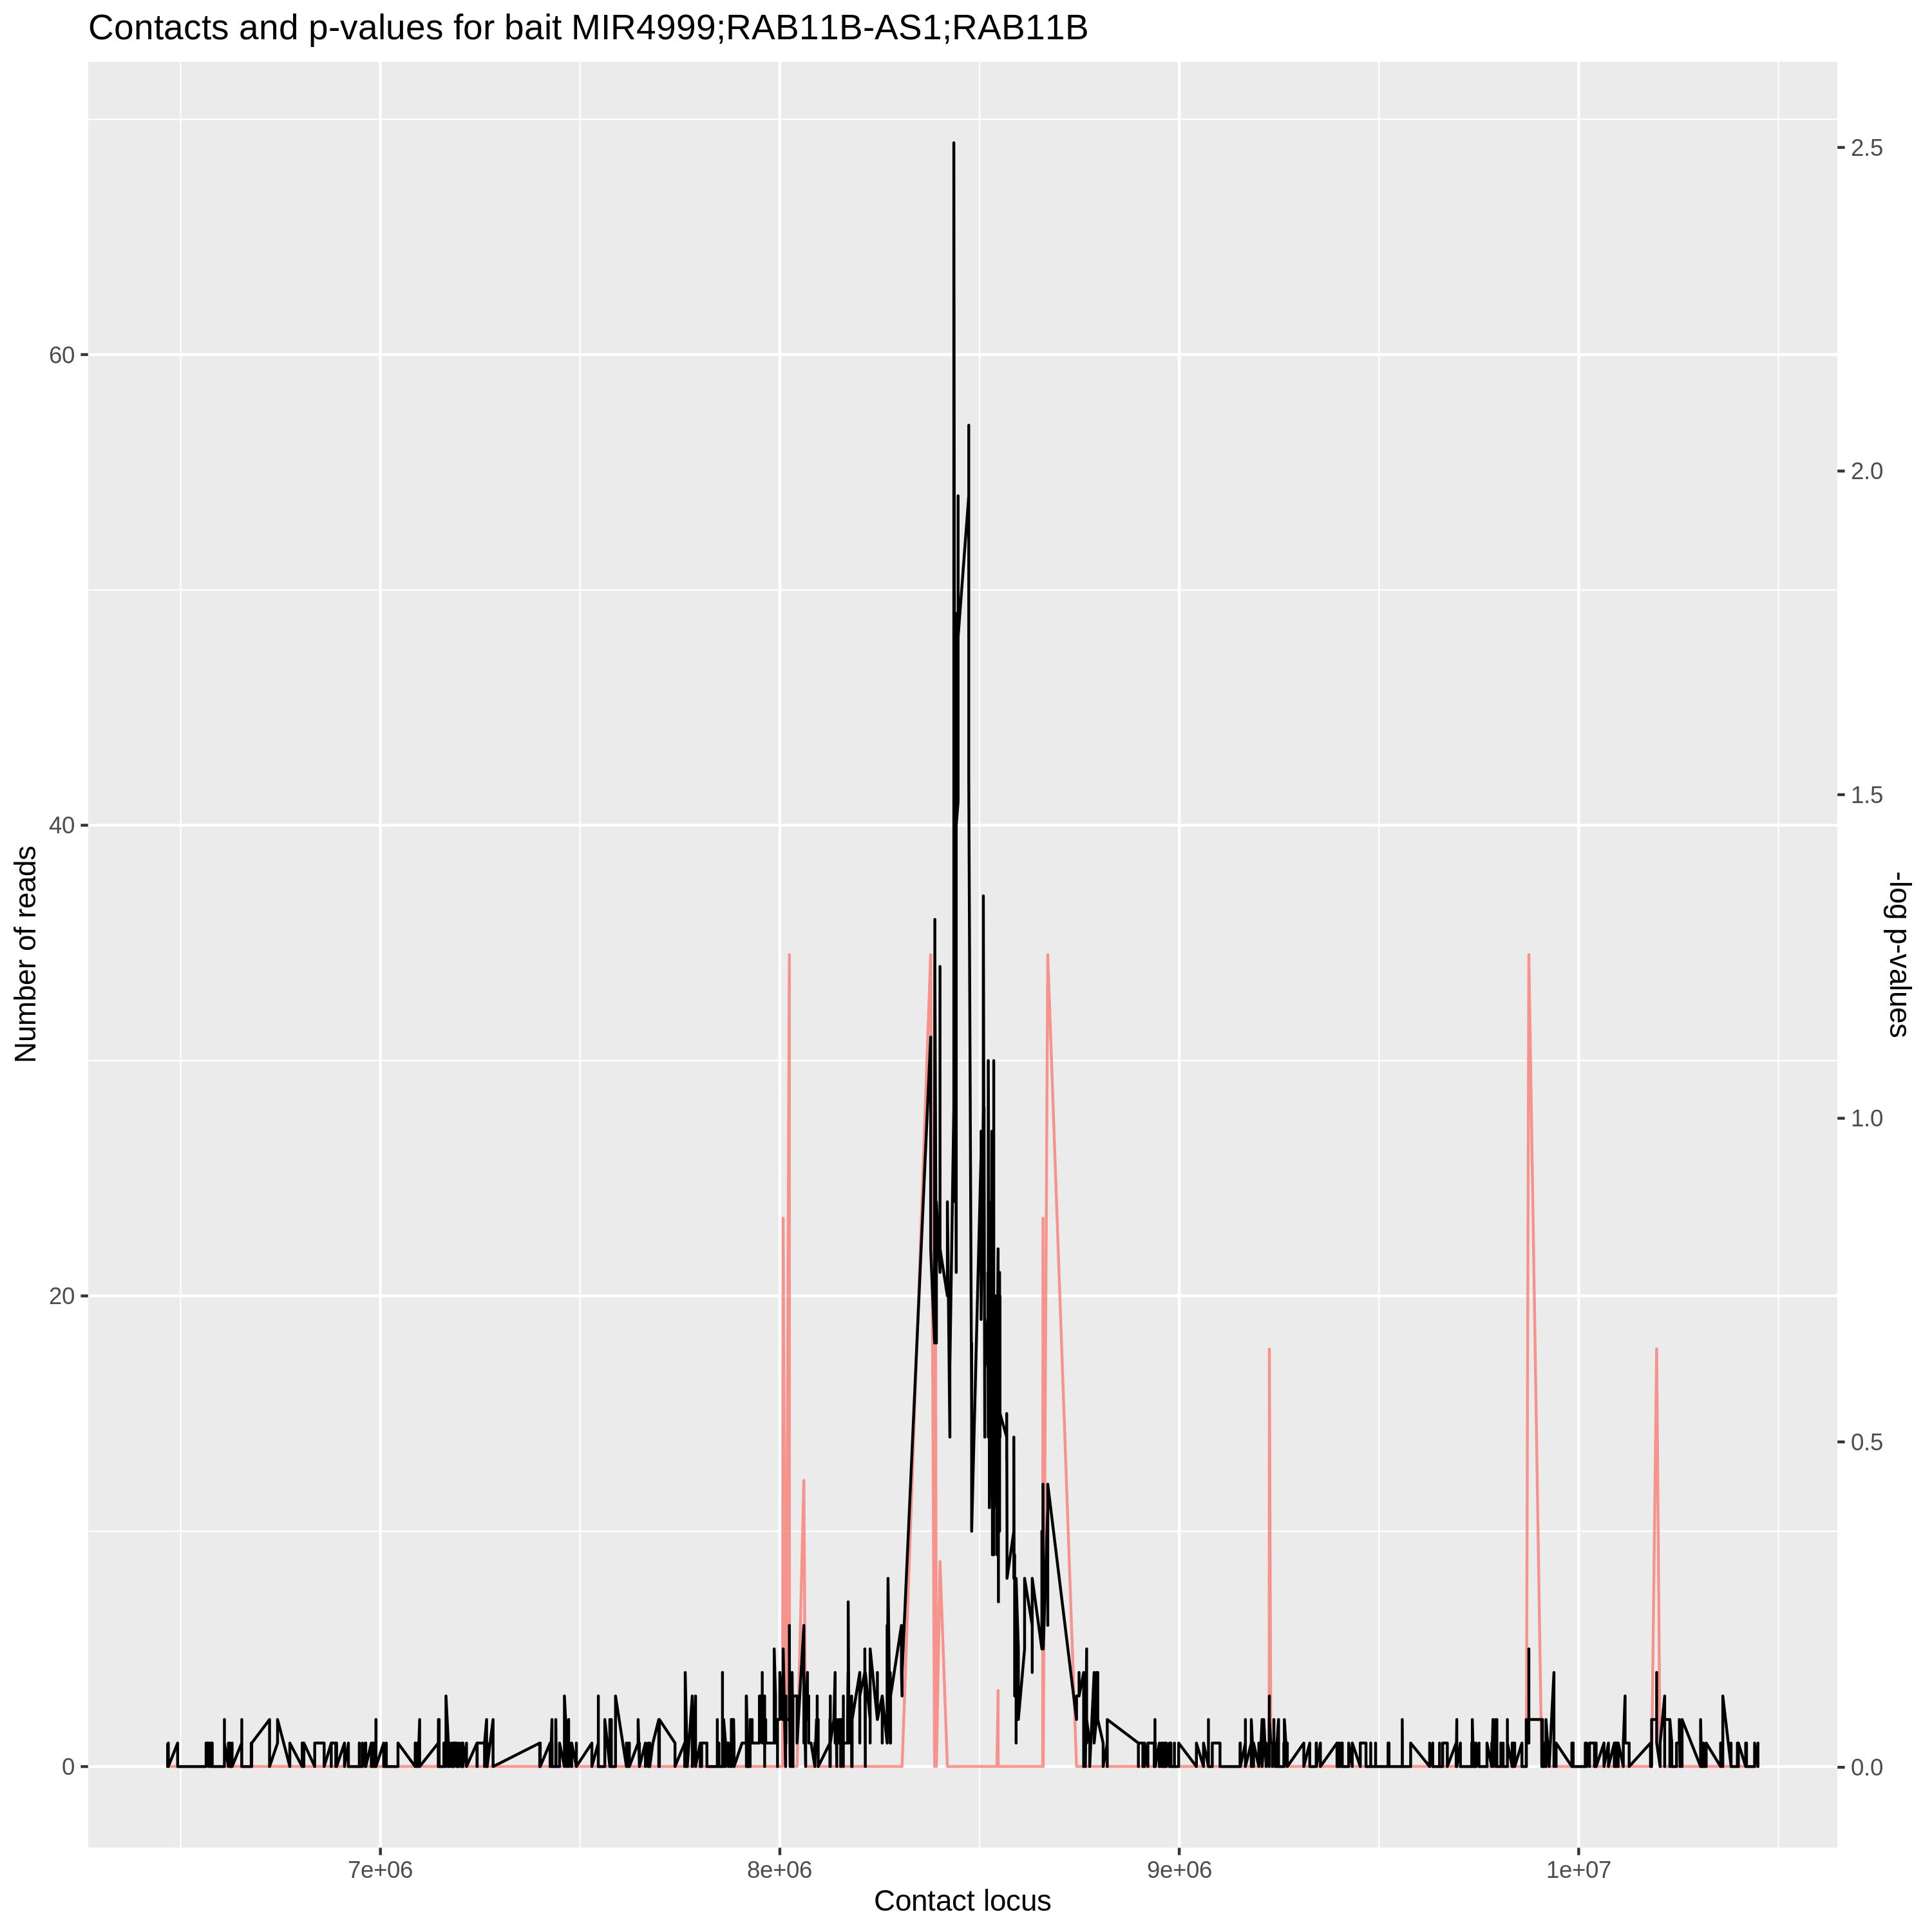 Contacts and p-values for bait MIR4999;RAB11B-AS1;RAB11B
Number of reads
60
40
20
0
2.5
2.0
1.5
1.0
0.5
0.0
-log p-values
7e+06
8e+06
9e+06
1e+07
Contact locus